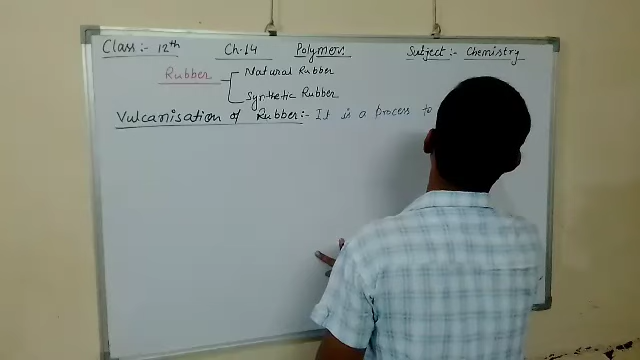 Class:- 12th Ch-14 Polymers. Subject:- Chemistry
Rubber
Natural Rubber
Synthetic Rubber
Vulcanisation of Rubber:- It is a process to